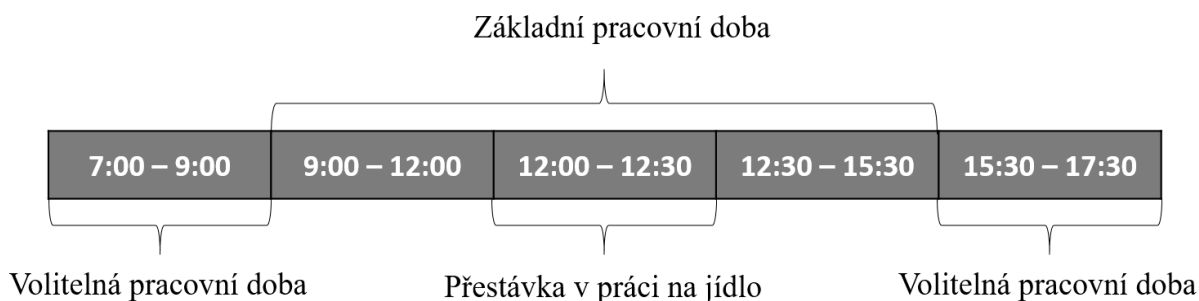 Základní pracovní doba
7:00 – 9:00
9:00 – 12:00
12:00 – 12:30
12:30 – 15:30
15:30 – 17:30
Volitelná pracovní doba
Přestávka v práci na jídlo
Volitelná pracovní doba